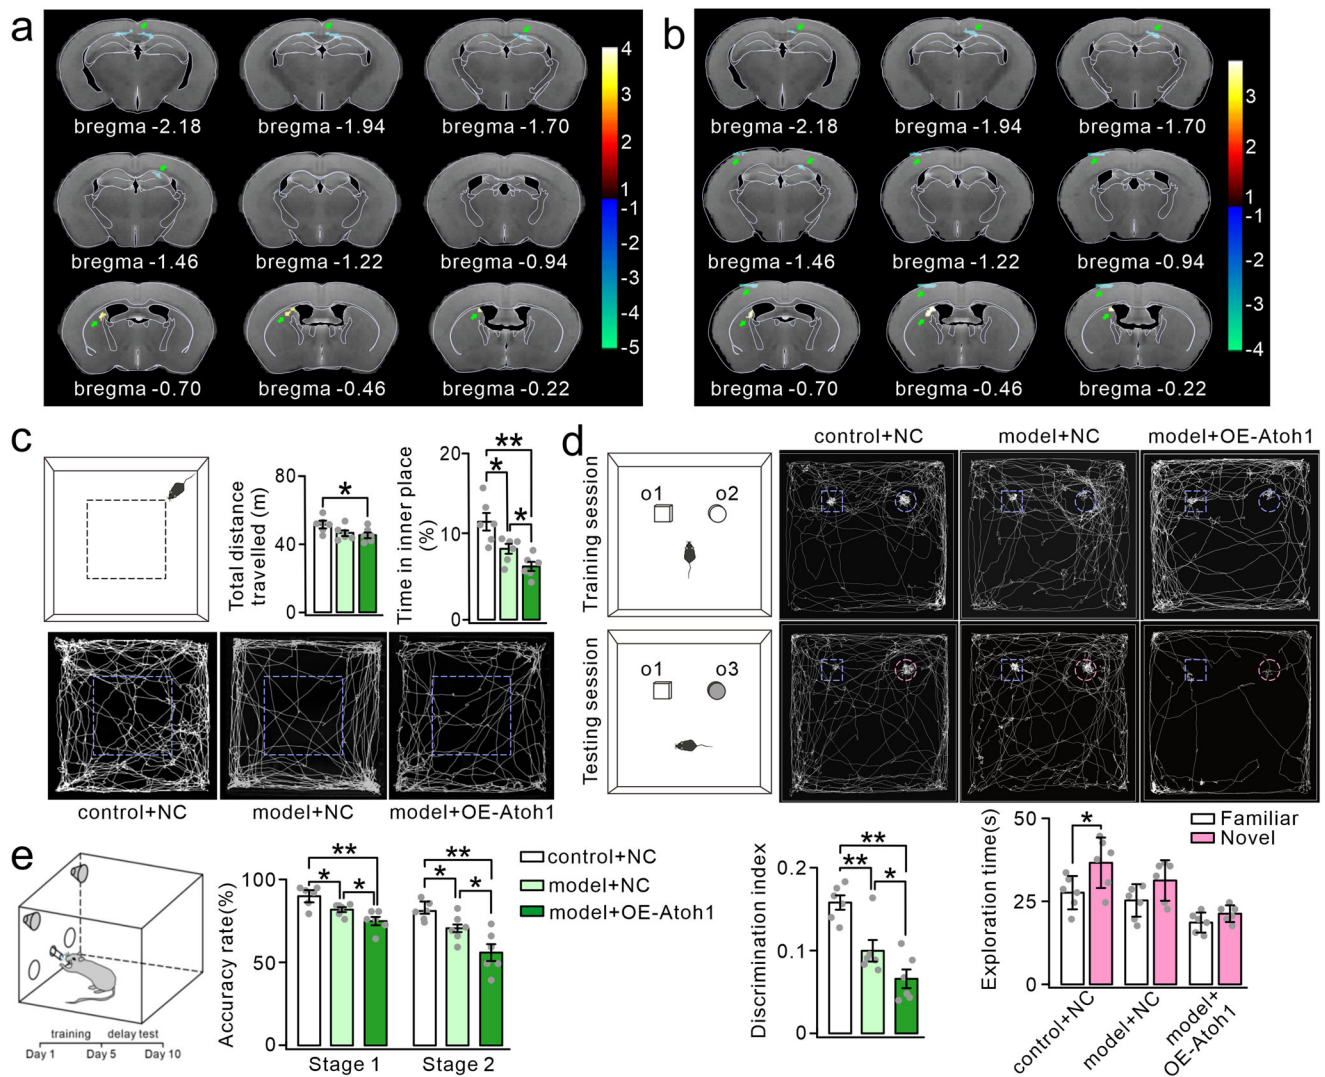 a
bregma -2.18
bregma -1.94
bregma -1.70
bregma -1.46
bregma -1.22
bregma -0.94
bregma -0.70
bregma -0.46
bregma -0.22
4
3
2
1
-1
-2
-3
-4
-5
b
bregma -2.18
bregma -1.94
bregma -1.70
bregma -1.46
bregma -1.22
bregma -0.94
bregma -0.70
bregma -0.46
bregma -0.22
3
2
1
-1
-2
-3
-4
c
Total distance
travelled (m)
80
40
0
*
Time in inner place
(%)
20
10
0
**
*
*
control+NC
model+NC
model+OE-Atoh1
d
Training session
o1
o2
Testing session
o1
o3
control+NC
model+NC
model+OE-Atoh1
Discrimination index
0.2
0.1
0
**
**
*
Exploration time(s)
50
25
0
*
Familiar
Novel
control+NC
model+NC
model+
OE-Atoh1
e
training
delay test
Day 1
Day 5
Day 10
Accuracy rate(%)
100
50
0
**
*
*
**
*
*
Stage 1
Stage 2
control+NC
model+NC
model+OE-Atoh1